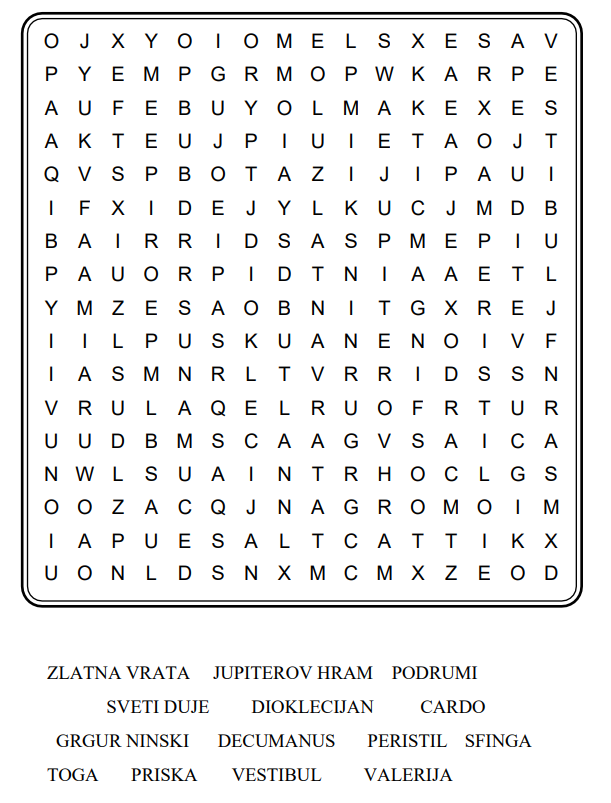 O J X Y O I O M E L S X E S A V
P Y E M P G R M O P W K A R P E
A U F E B U Y O L M A K E X E S
A K T E U J P I U I E T A O J T
Q V S P B O T A Z I J I P A U I
I F X I D E J Y L K U C J M D B
B A I R R I D S A S P M E P I U
P A U O R P I D T N I A A E T L
Y M Z E S A O B N I T G X R E J
I I L P U S K U A N E N O I V F
I A S M N R L T V R R I D S S N
V R U L A Q E L R U O F R T U R
U U D B M S C A A G V S A I C A
N W L S U A I N T R H O C L G S
O O Z A C Q J N A G R O M O I M
I A P U E S A L T C A T T I K X
U O N L D S N X M C M X Z E O D
ZLATNA VRATA JUPITEROV HRAM PODRUMI
SVETI DUJE DIOKLECIJAN CARDO
GRGUR NINSKI DECUMANUS PERISTIL SFINGA
TOGA PRISKA VESTIBUL VALERIJA